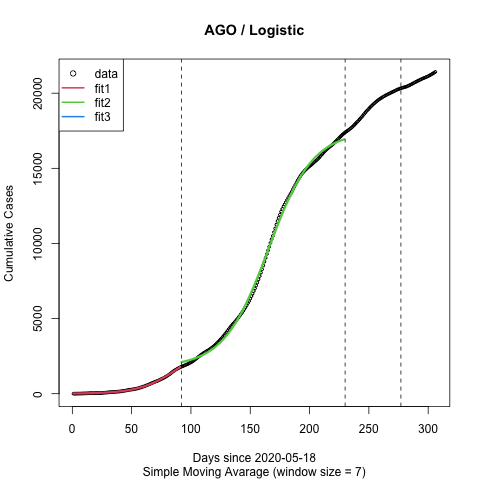 AGO / Logistic
data
fit1
fit2
fit3
Cumulative Cases
0
5000
10000
15000
20000
0 50 100 150 200 250 300
Days since 2020-05-18
Simple Moving Avarage (window size = 7)